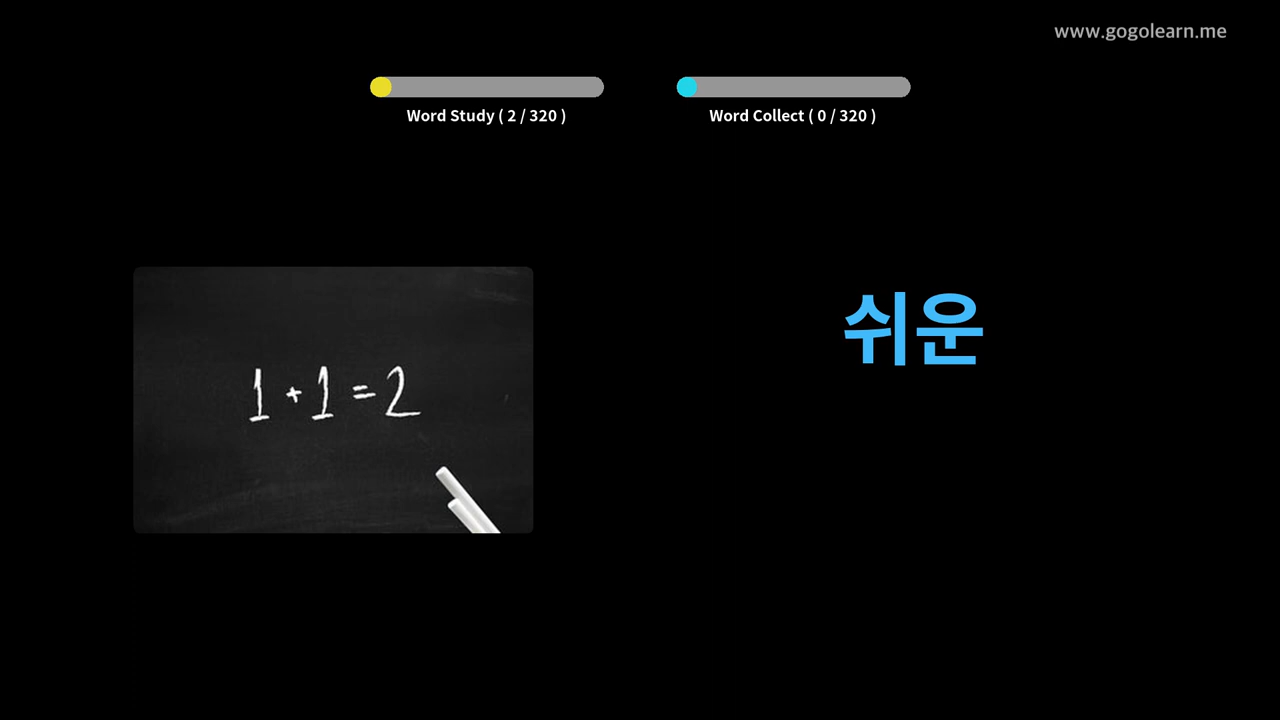 www.gogolearn.me
Word Study ( 2 / 320 )
Word Collect ( 0 / 320 )
1 + 1 = 2
쉬운